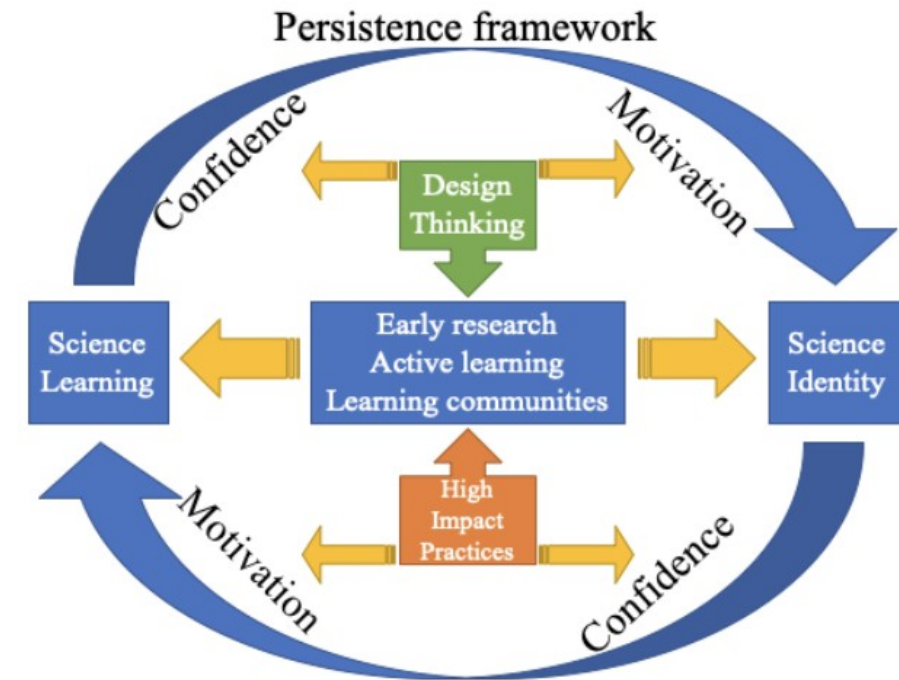 Persistence framework
Confidence
Motivation
Design
Thinking
Science
Learning
Early research
Active learning
Learning communities
Science
Identity
High
Impact
Practices
Motivation
Confidence